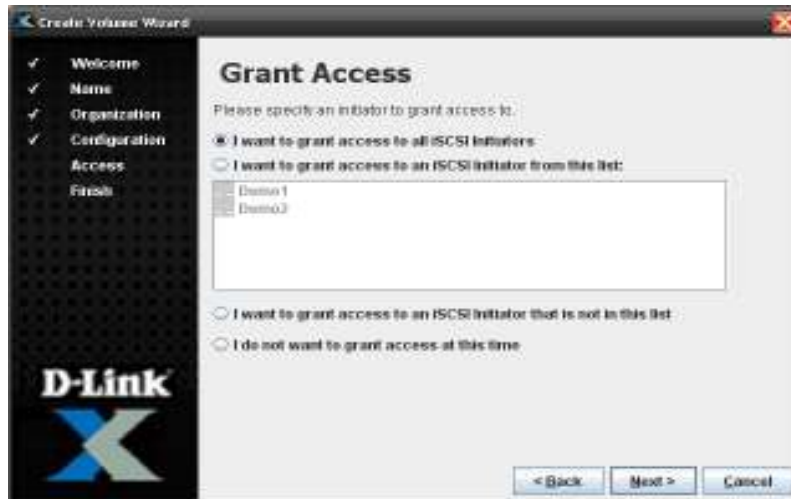 Create Volume Wizard
✓ Welcome
✓ Name
✓ Organization
✓ Configuration
Access
Finish
D-Link
Grant Access
Please specify an initiator to grant access to.
I want to grant access to all iSCSI Initiators
I want to grant access to an iSCSI Initiator from this list:
Demo1
Demo2
I want to grant access to an iSCSI Initiator that is not in this list
I do not want to grant access at this time
< Back
Next >
Cancel